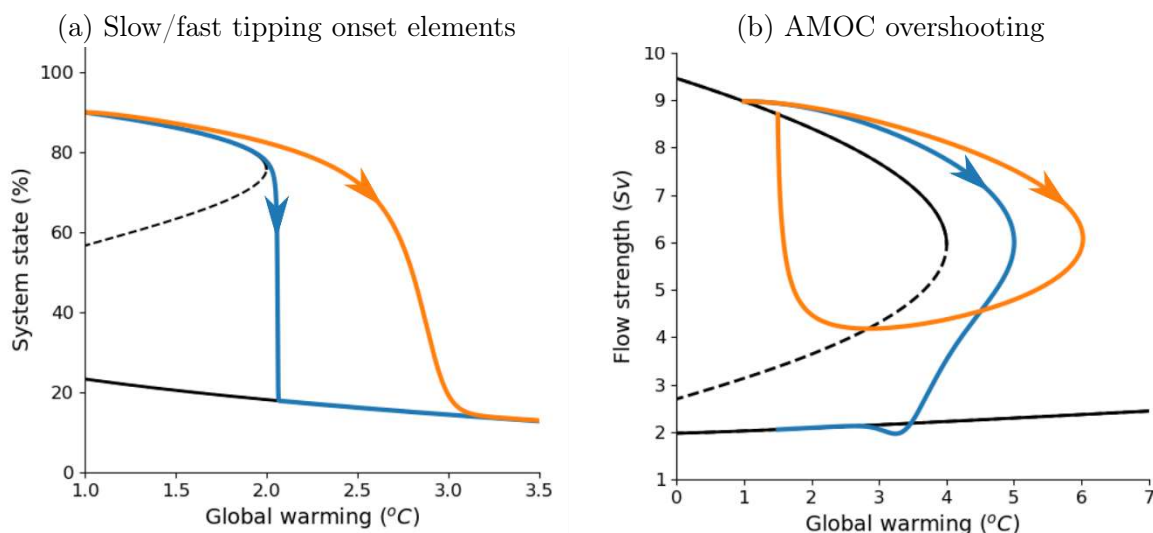 (a) Slow/fast tipping onset elements
(b) AMOC overshooting
System state (%)
100
80
60
40
20
0
1.0 1.5 2.0 2.5 3.0 3.5
Global warming (°C)
Flow strength (Sv)
10
9
8
7
6
5
4
3
2
1
0 1 2 3 4 5 6 7
Global warming (°C)